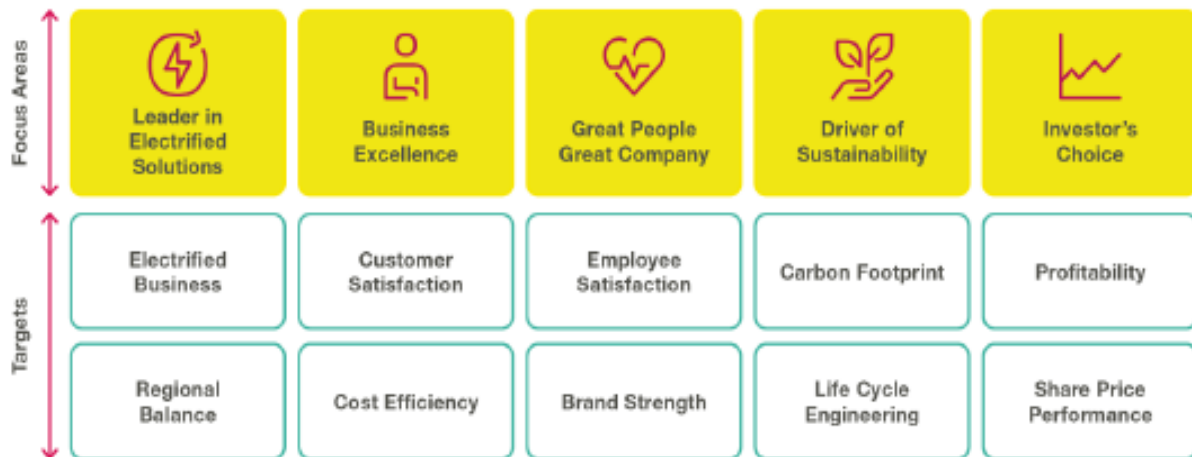 Focus Areas
Leader in
Electrified
Solutions
Business
Excellence
Great People
Great Company
Driver of
Sustainability
Investor's
Choice
Targets
Electrified
Business
Customer
Satisfaction
Employee
Satisfaction
Carbon Footprint
Profitability
Regional
Balance
Cost Efficiency
Brand Strength
Life Cycle
Engineering
Share Price
Performance